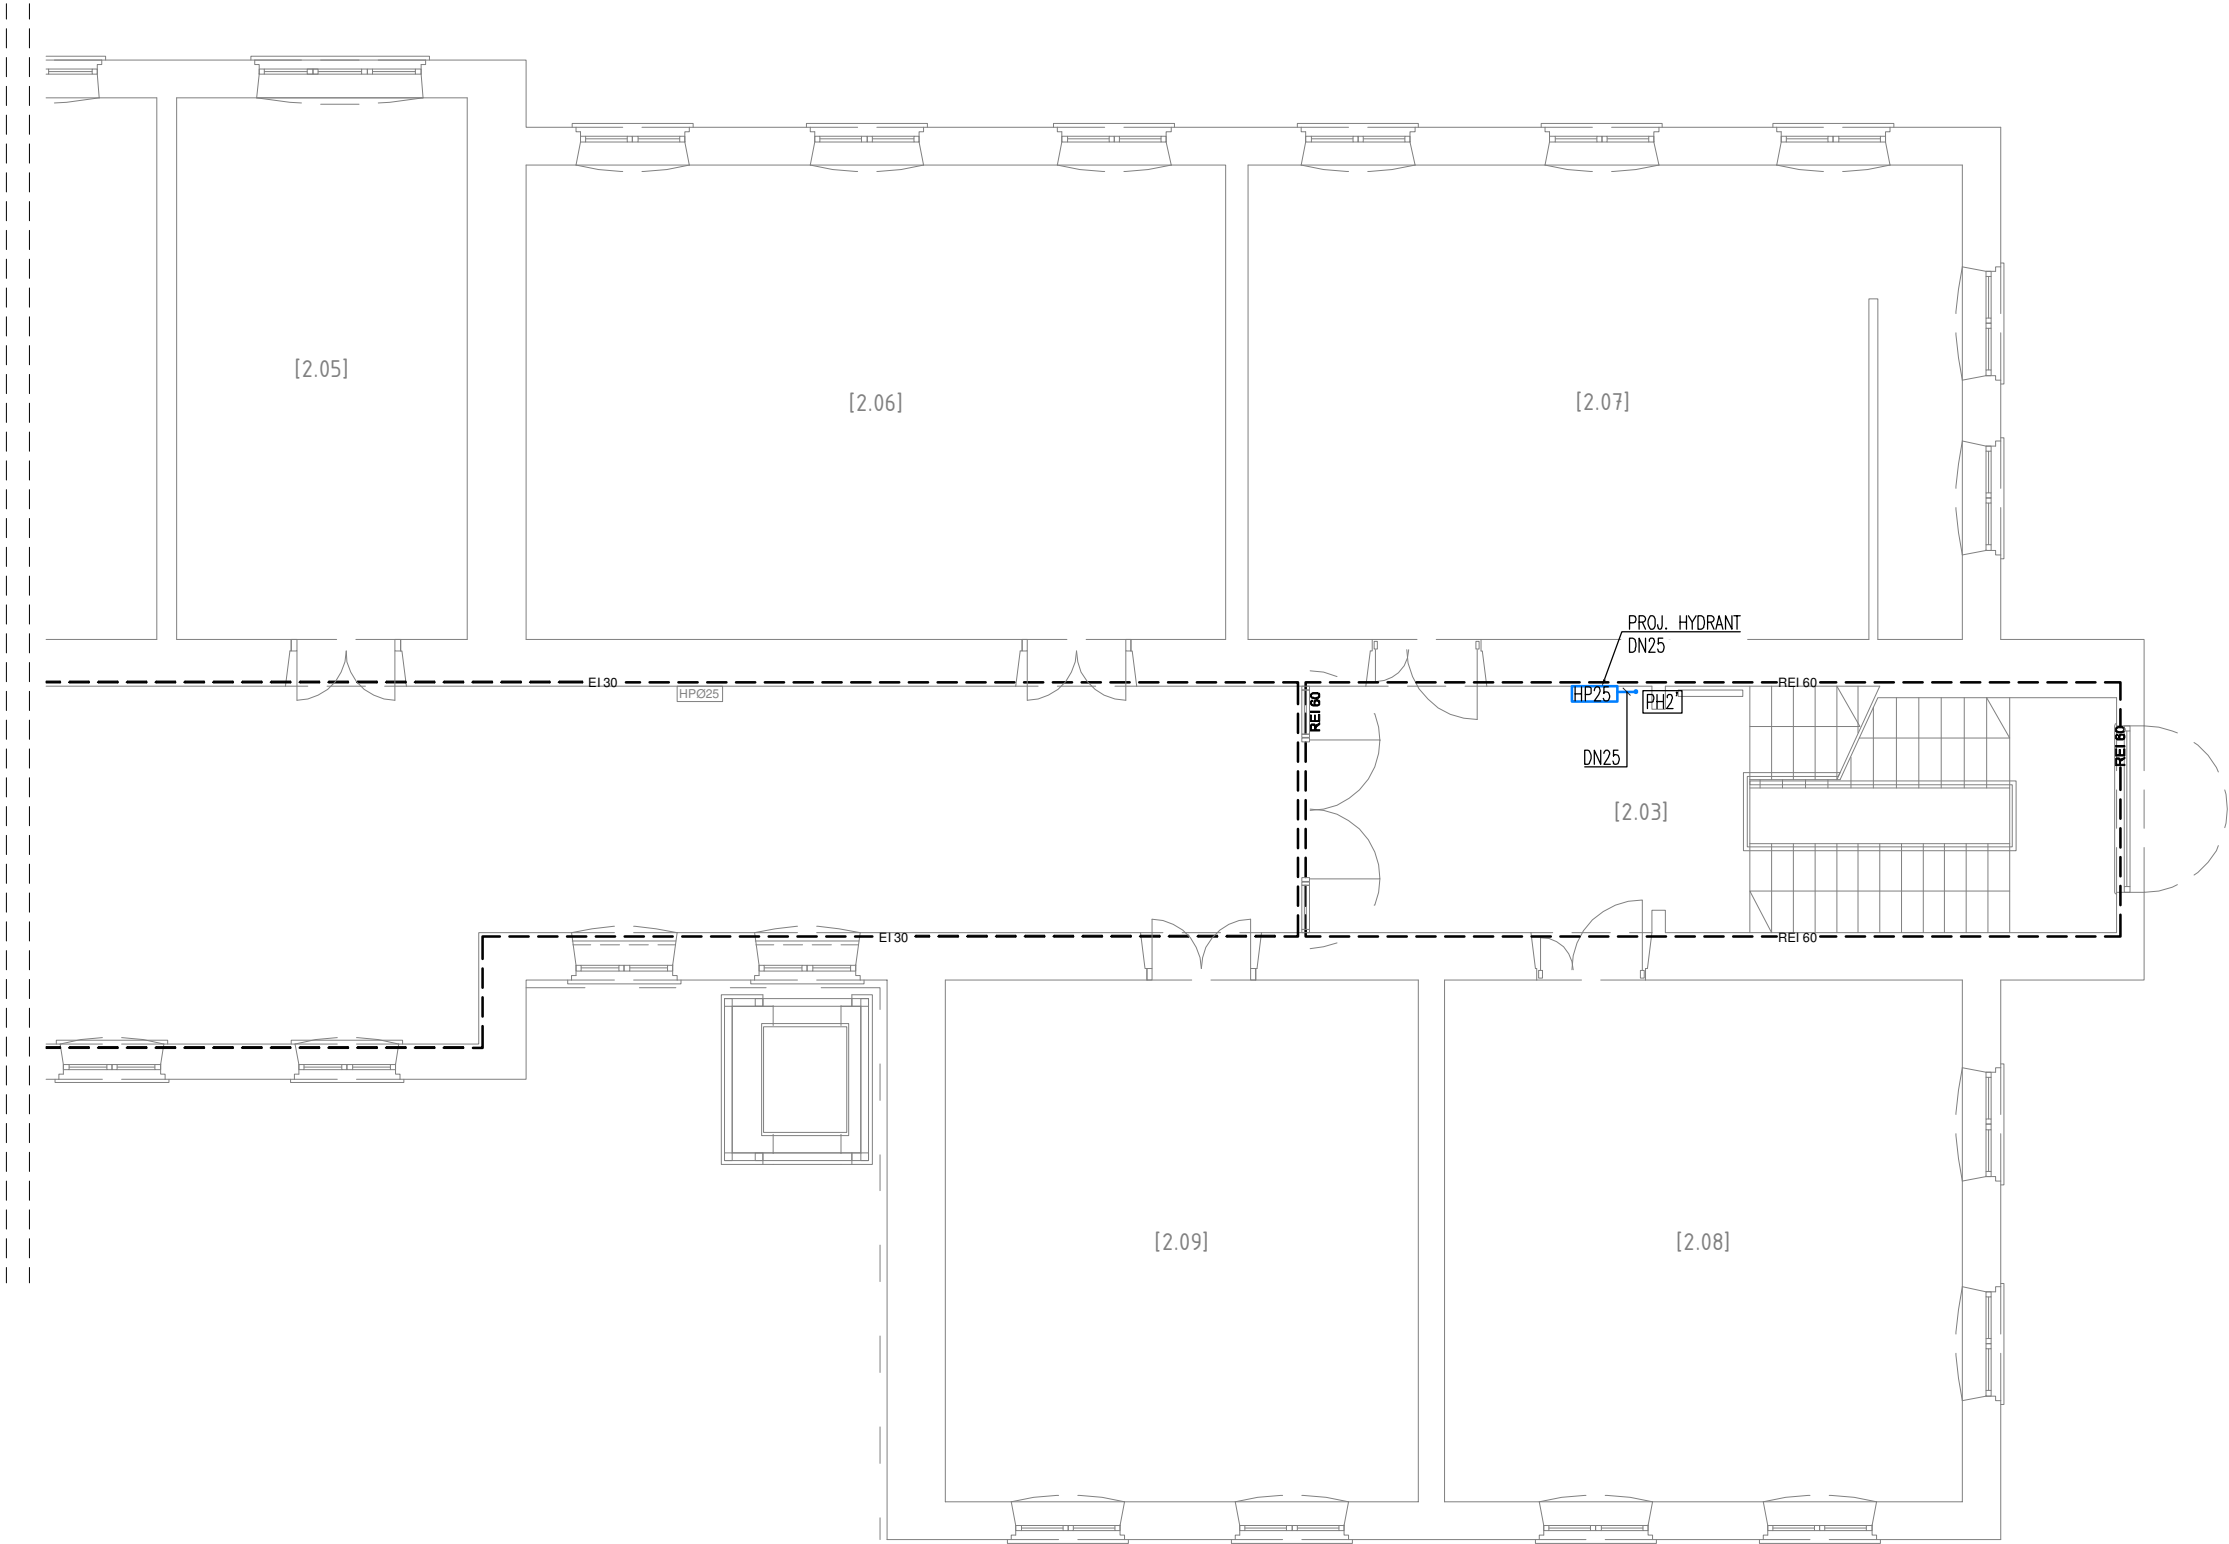 [2.05]
[2.06]
[2.07]
PROJ. HYDRANT
DN25
EI 30
HPØ25
REI 60
HP25
PH2'
REI 60
REI 60
DN25
[2.03]
EI 30
REI 60
[2.09]
[2.08]